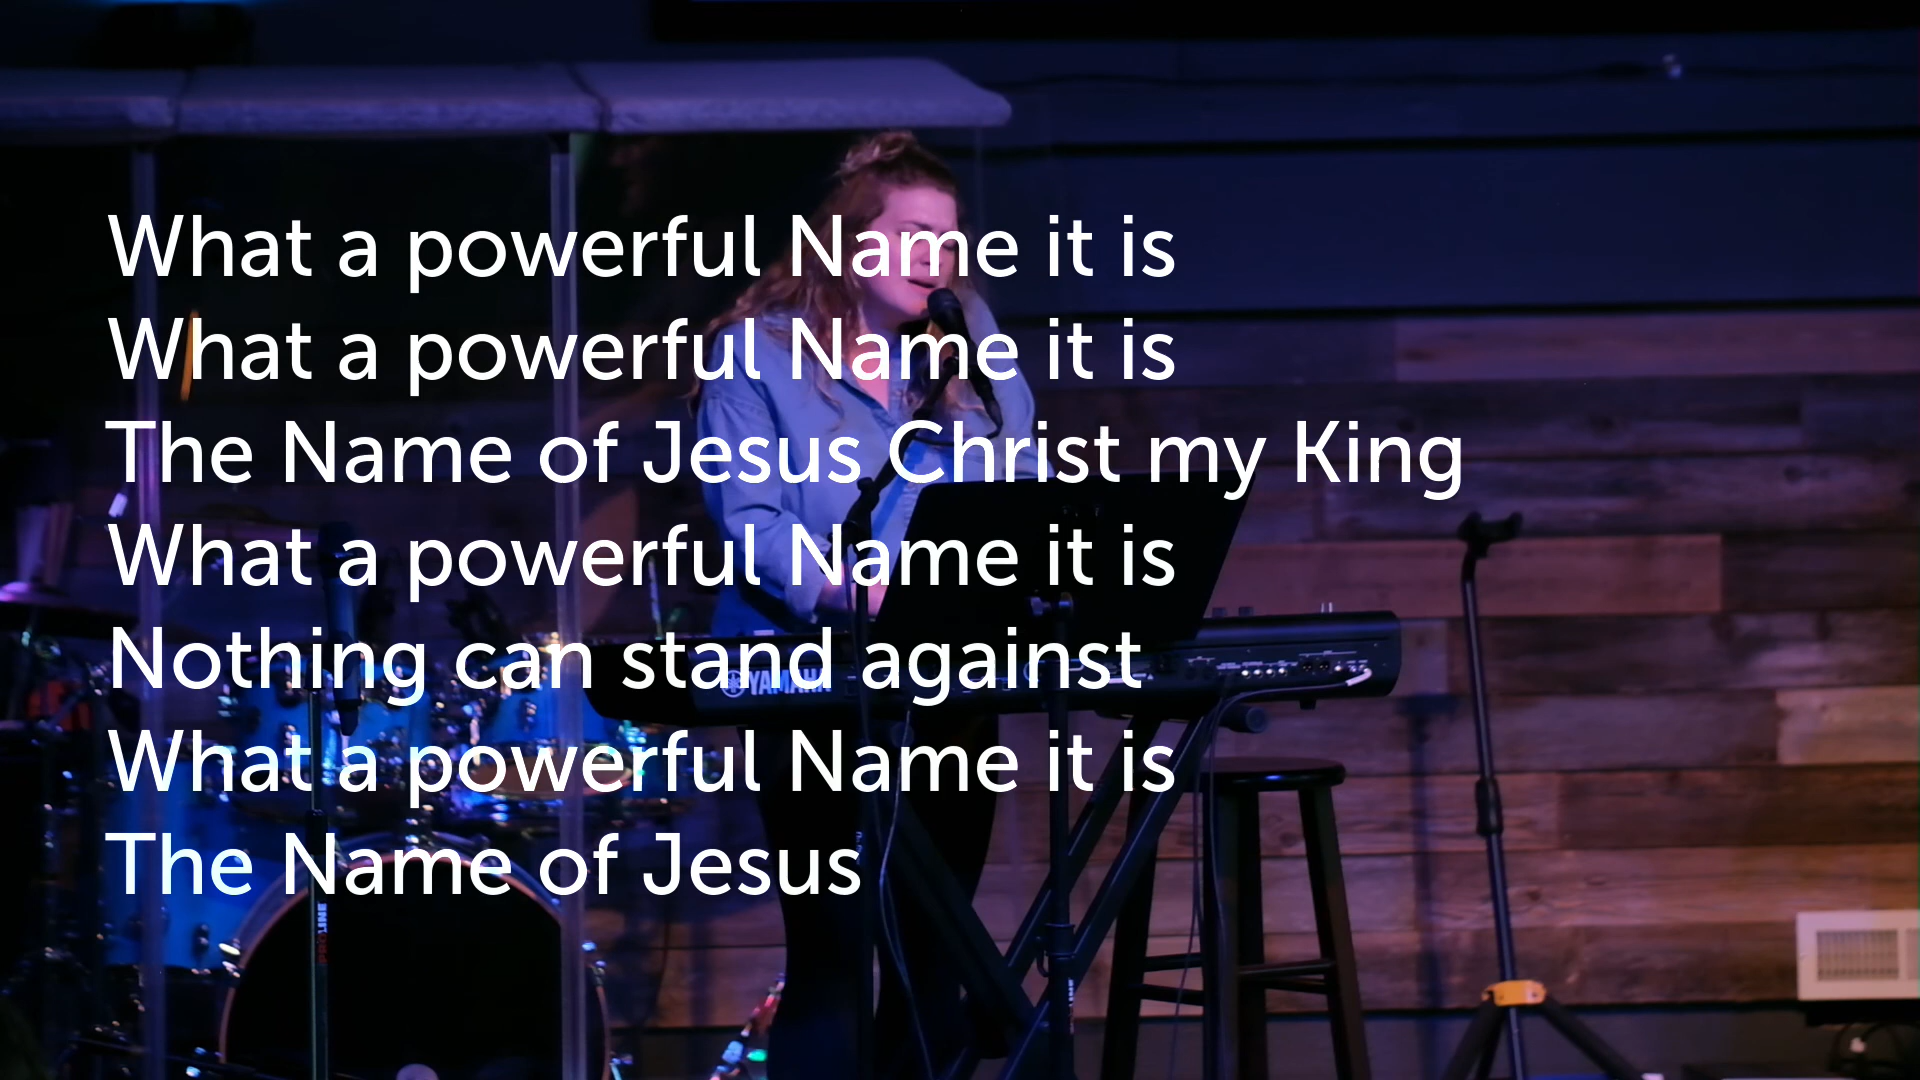 What a powerful Name it is
What a powerful Name it is
The Name of Jesus Christ my King
What a powerful Name it is
Nothing can stand against
What a powerful Name it is
The Name of Jesus
YAMAHA